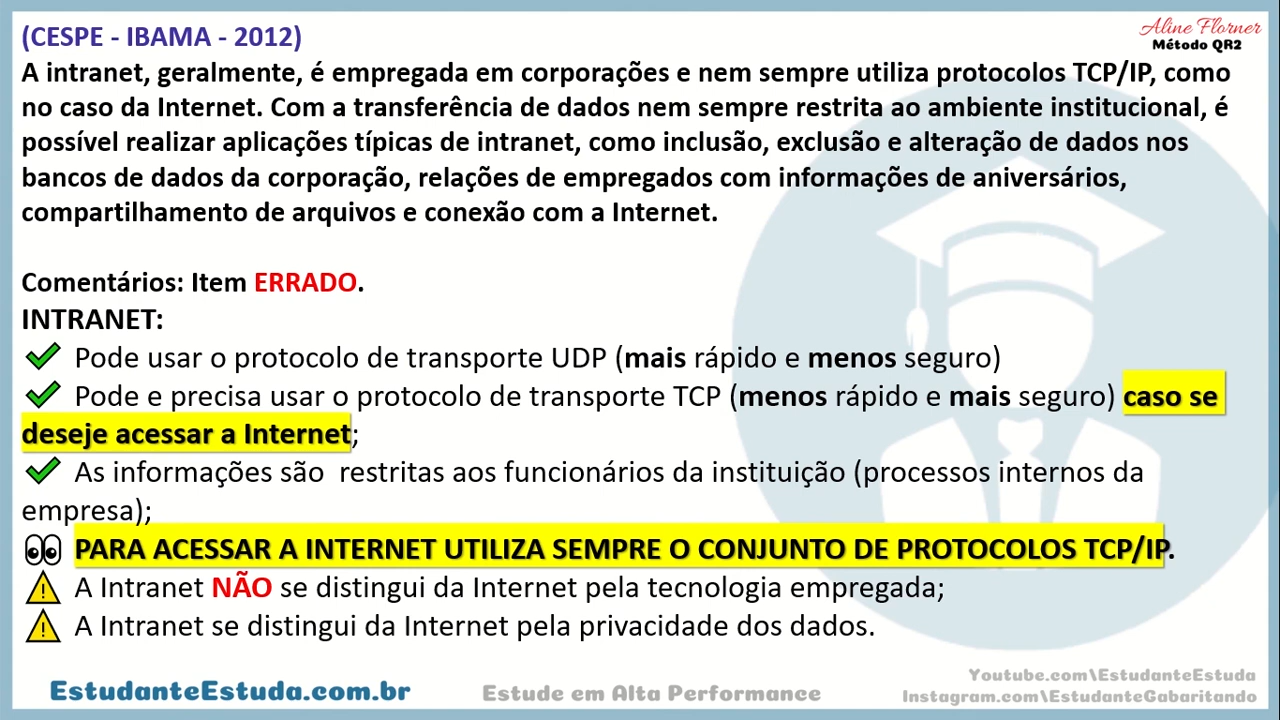 (CESPE - IBAMA - 2012)
Aline Florner
Método QR2
A intranet, geralmente, é empregada em corporações e nem sempre utiliza protocolos TCP/IP, como
no caso da Internet. Com a transferência de dados nem sempre restrita ao ambiente institucional, é
possível realizar aplicações típicas de intranet, como inclusão, exclusão e alteração de dados nos
bancos de dados da corporação, relações de empregados com informações de aniversários,
compartilhamento de arquivos e conexão com a Internet.
Comentários: Item ERRADO.
INTRANET:
Pode usar o protocolo de transporte UDP (mais rápido e menos seguro)
Pode e precisa usar o protocolo de transporte TCP (menos rápido e mais seguro) caso se
deseje acessar a Internet;
As informações são  restritas aos funcionários da instituição (processos internos da
empresa);
PARA ACESSAR A INTERNET UTILIZA SEMPRE O CONJUNTO DE PROTOCOLOS TCP/IP.
A Intranet NÃO se distingui da Internet pela tecnologia empregada;
A Intranet se distingui da Internet pela privacidade dos dados.
EstudanteEstuda.com.br
Estude em Alta Performance
Youtube.com\EstudanteEstuda
Instagram.com\EstudanteGabaritando